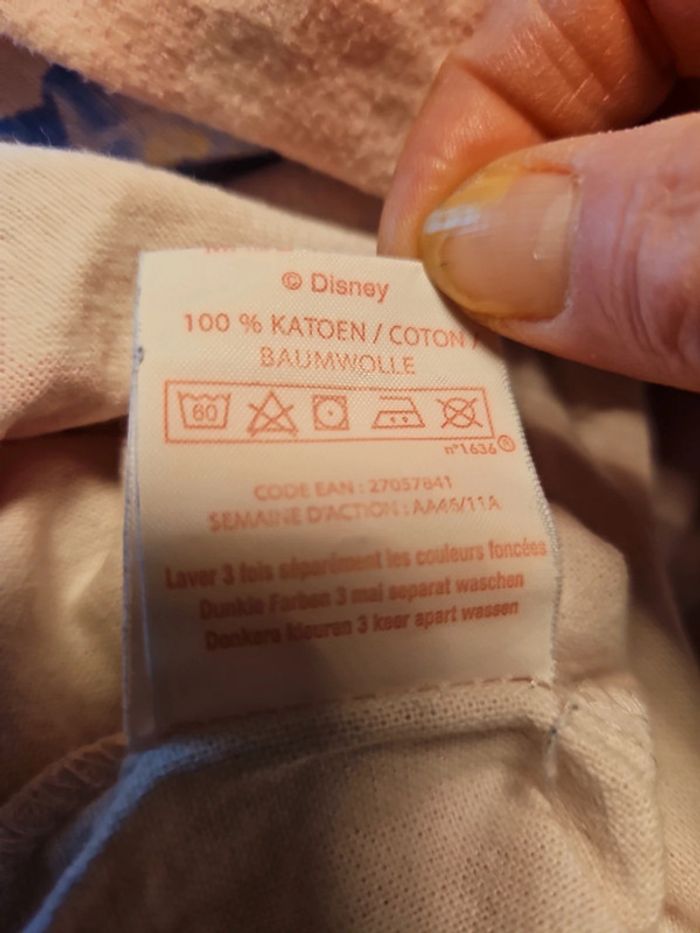 © Disney
100 % KATOEN / COTON /
BAUMWOLLE
60
n°1636 ®
CODE EAN : 27057841
SEMAINE D'ACTION : AA46/11A
Laver 3 fois séparément les couleurs foncées
Dunkle Farben 3 mal separat waschen
Donkere kleuren 3 keer apart wassen